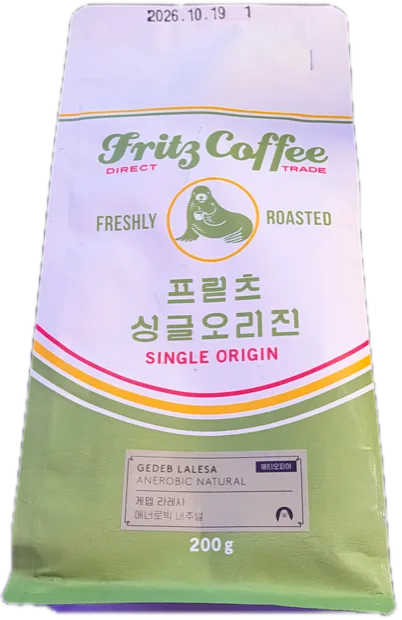 2026.10.19 1
Fritz Coffee
DIRECT TRADE
FRESHLY ROASTED
프릳츠
싱글오리진
SINGLE ORIGIN
GEDEB LALESA
에티오피아
ANEROBIC NATURAL
게뎁 라레사
애너로빅 내추럴
200g